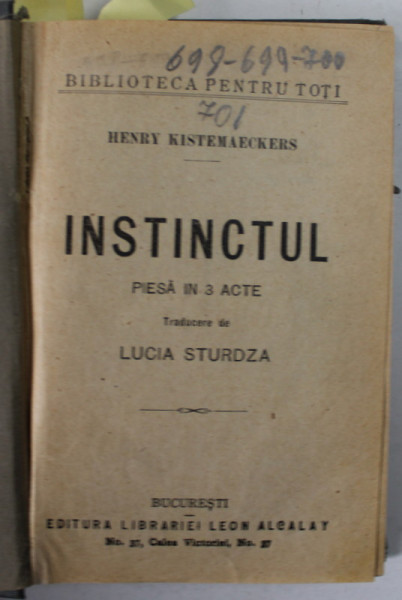 698-699-700
BIBLIOTECA PENTRU TOȚI
701
HENRY KISTEMAECKERS
INSTINCTUL
PIESĂ IN 3 ACTE
Traducere de
LUCIA STURDZA
BUCUREȘTI
EDITURA LIBRARIEI LEON ALCALAY
No. 37, Calea Victoriei, No. 37